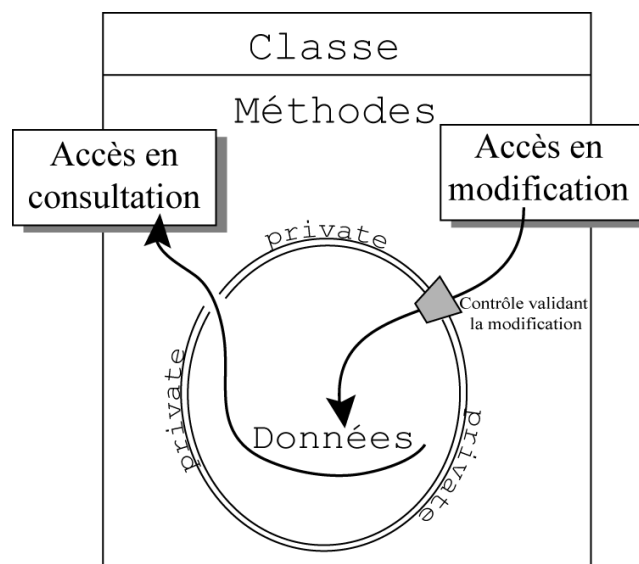 Classe
Méthodes
Accès en
consultation
Accès en
modification
private
Contrôle validant
la modification
private
Données
private